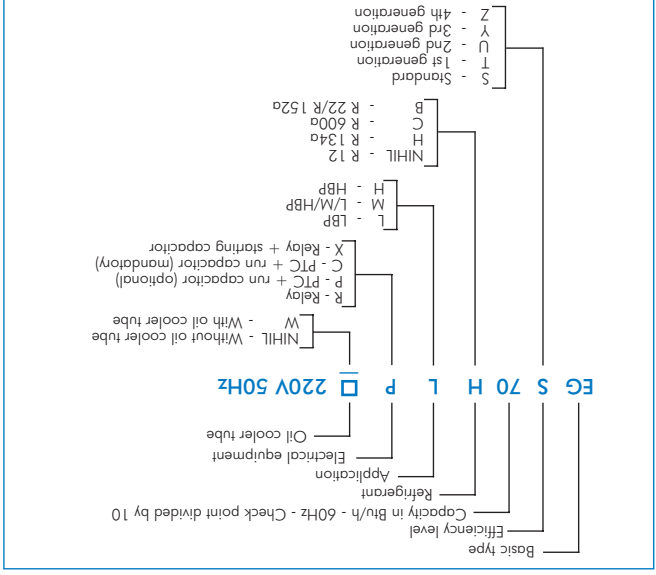 Basic type
Efficiency level
Capacity in Btu/h - 60Hz - Check point divided by 10
Refrigerant
Application
Electrical equipment
Oil cooler tube
EG S 70 H L P □ 220V 50Hz
NIHIL - Without oil cooler tube
W - With oil cooler tube
R - Relay
P - PTC + run capacitor (optional)
C - PTC + run capacitor (mandatory)
X - Relay + starting capacitor
L - LBP
M - L/M/HBP
H - HBP
NIHIL - R 12
H - R 134a
C - R 600a
B - R 22/R 152a
S - Standard
T - 1st generation
U - 2nd generation
Y - 3rd generation
Z - 4th generation